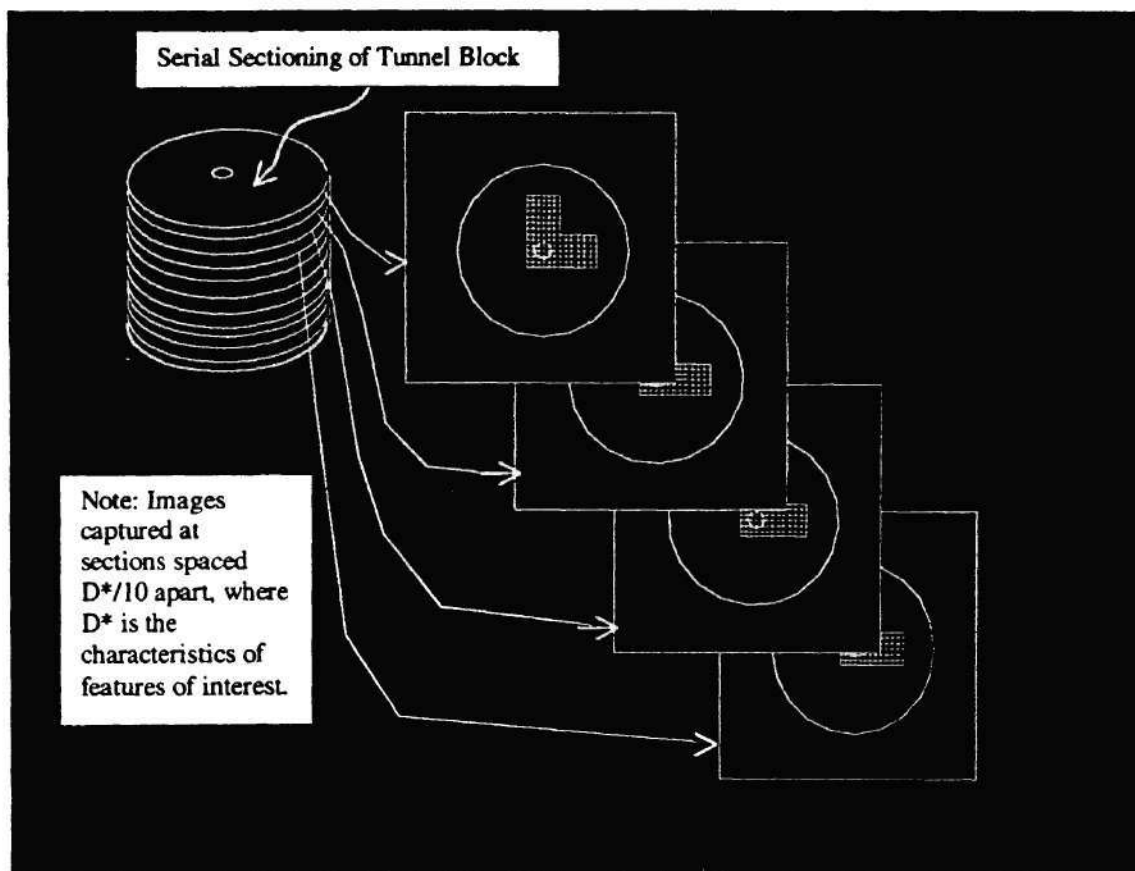 Serial Sectioning of Tunnel Block
Note: Images
captured at
sections spaced
D*/10 apart, where
D* is the
characteristics of
features of interest.